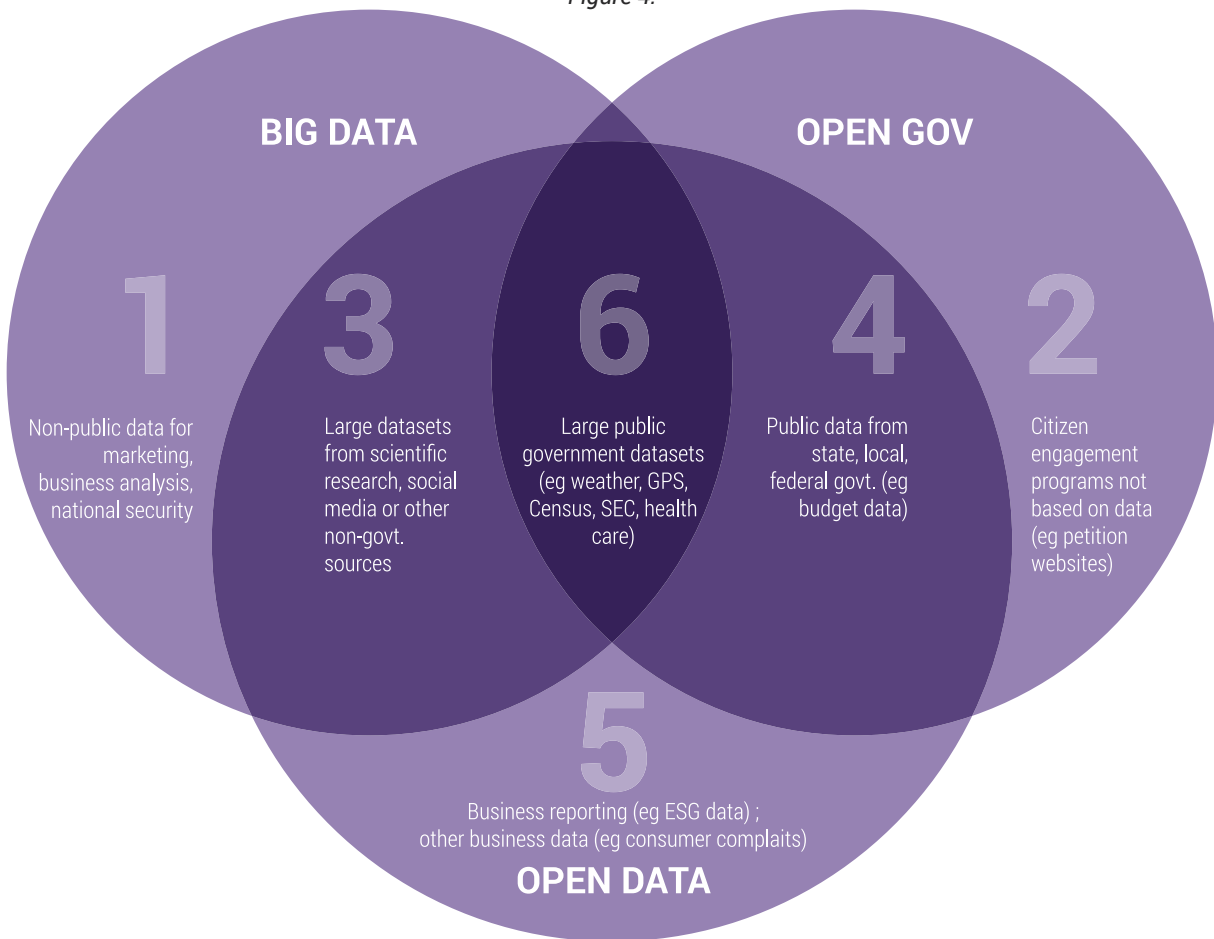 Figure 4.
BIG DATA
OPEN GOV
1
Non-public data for
marketing,
business analysis,
national security
3
Large datasets
from scientific
research, social
media or other
non-govt.
sources
6
Large public
government datasets
(eg weather, GPS,
Census, SEC, health
care)
4
Public data from
state, local,
federal govt. (eg
budget data)
2
Citizen
engagement
programs not
based on data
(eg petition
websites)
5
Business reporting (eg ESG data) ;
other business data (eg consumer complaits)
OPEN DATA